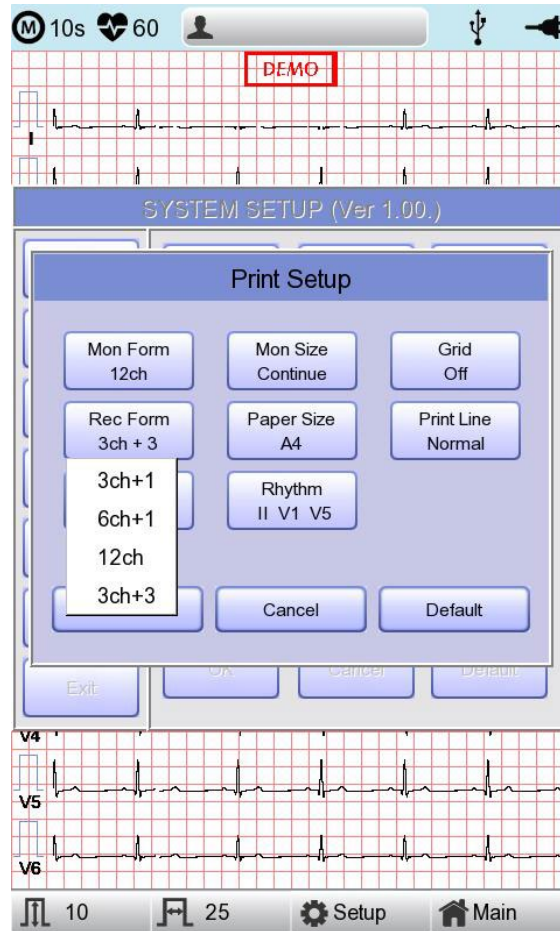 M 10s 60
DEMO
I
SYSTEM SETUP (Ver 1.00.)
Print Setup
Mon Form
12ch
Mon Size
Continue
Grid
Off
Rec Form
3ch + 3
Paper Size
A4
Print Line
Normal
3ch+1
6ch+1
12ch
3ch+3
Rhythm
II V1 V5
Cancel
Default
Exit
OK
Cancel
Default
V4
V5
V6
10
25
Setup
Main